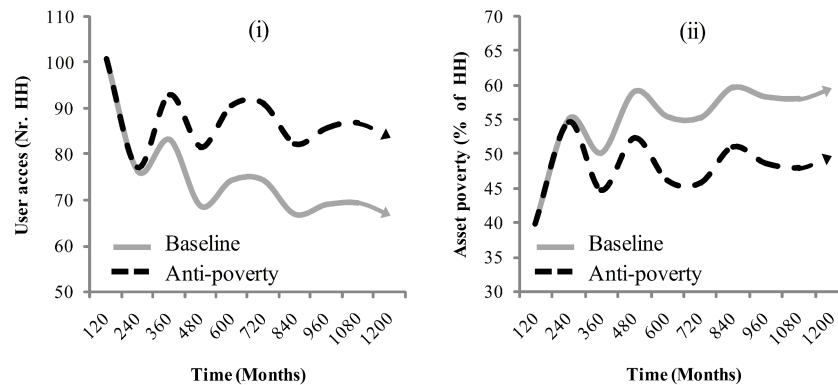 (i)
110
100
90
80
70
60
50
User acces (Nr. HH)
Baseline
Anti-poverty
120 240 360 480 600 720 840 960 1080 1200
Time (Months)
(ii)
70
65
60
55
50
45
40
35
30
Asset poverty (% of HH)
Baseline
Anti-poverty
120 240 360 480 600 720 840 960 1080 1200
Time (Months)